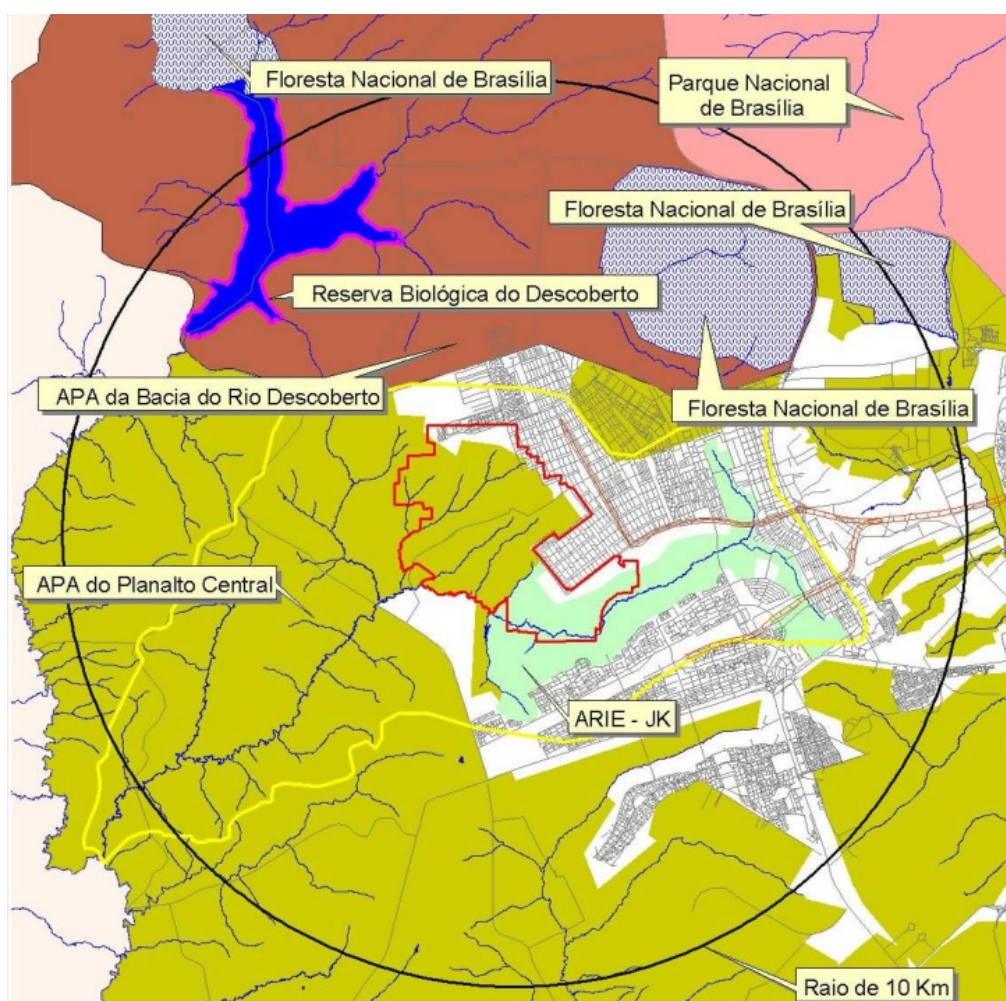 Floresta Nacional de Brasília
Parque Nacional
de Brasília
Floresta Nacional de Brasília
Reserva Biológica do Descoberto
APA da Bacia do Rio Descoberto
Floresta Nacional de Brasília
APA do Planalto Central
ARIE - JK
Raio de 10 Km